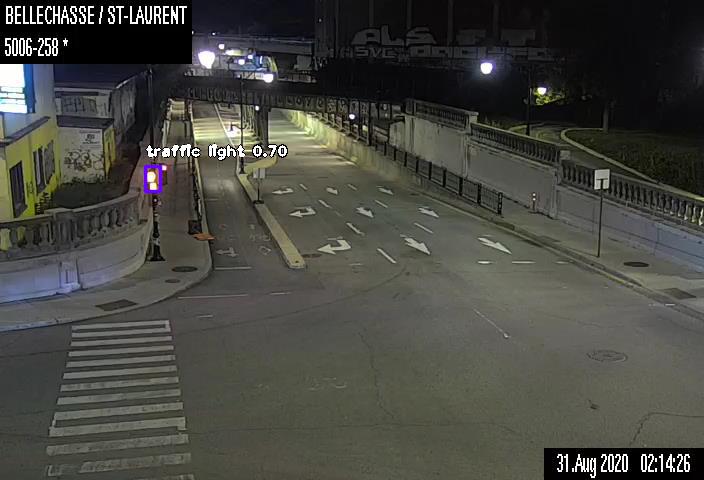 BELLECHASSE / ST-LAURENT
5006-258 *
traffic light 0.70
31.Aug 2020 02:14:26